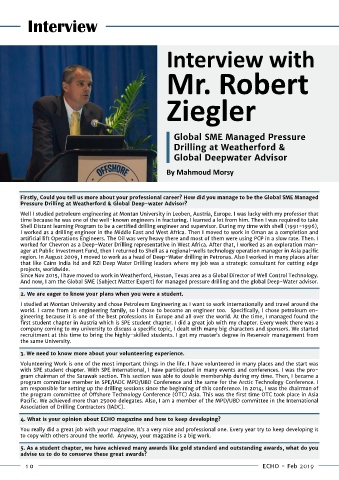 Interview
Interview with
Mr. Robert
Ziegler
Global SME Managed Pressure
Drilling at Weatherford &
Global Deepwater Advisor
By Mahmoud Morsy
OFFSHORE
Firstly, Could you tell us more about your professional career? How did you manage to be the Global SME Managed
Pressure Drilling at Weatherford & Global Deep-water Advisor?
Well I studied petroleum engineering at Montan University in Leoben, Austria, Europe. I was lucky with my professor that
time because he was one of the well-known engineers in fracturing, I learned a lot from him. Then I was required to take
Shell Distant learning Program to be a certified drilling engineer and supervisor. During my time with shell (1991–1996),
I worked as a drilling engineer in the Middle East and West Africa. Then I moved to work in Oman as a completion and
artificial lift Operations Engineer. The Oil was very heavy there and most of them were using PCP in a slow rate. Then, I
worked for Chevron as a Deep-Water Drilling representative in West Africa. After that, I worked as an exploration man-
ager at Public Investment Fund, then I returned to Shell as a regional-wells technology operation manager in Asia pacific
region. In August 2009, I moved to work as a head of Deep-Water drilling in Petronas. Also I worked in many places after
that like Cairn India ltd and RZI Deep Water Drilling leaders where my job was a strategic consultant for cutting edge
projects, worldwide.
Since Nov 2015, I have moved to work in Weatherford, Huston, Texas area as a Global Director of Well Control Technology.
And now, I am the Global SME (Subject Matter Expert) for managed pressure drilling and the global Deep-Water advisor.
2. We are eager to know your plans when you were a student.
I studied at Montan University and chose Petroleum Engineering as I want to work internationally and travel around the
world. I came from an engineering family, so I chose to become an engineer too. Specifically, I chose petroleum en-
gineering because it is one of the best professions in Europe and all over the world. At the time, I managed found the
first student chapter in Austria which is SPE student chapter. I did a great job with my chapter. Every week there was a
company coming to my university to discuss a specific topic, I dealt with many big characters and sponsors. We started
recruitment at this time to bring the highly-skilled students. I got my master's degree in Reservoir management from
the same University.
3. We need to know more about your volunteering experience.
Volunteering Work is one of the most important things in the life. I have volunteered in many places and the start was
with SPE student chapter. With SPE International, I have participated in many events and conferences. I was the pro-
gram chairman of the Sarawak section. This section was able to double membership during my time. Then, I became a
program committee member in SPE/IADC MPD/UBD Conference and the same for the Arctic Technology Conference. I
am responsible for setting up the drilling sessions since the beginning of this conference. In 2014, I was the chairman of
the program committee of Offshore Technology Conference (OTC) Asia. This was the first time OTC took place in Asia
Pacific. We achieved more than 25000 delegates. Also, I am a member of the MPD/UBD committee in the International
Association of Drilling Contractors (IADC).
4. What is your opinion about ECHO magazine and how to keep developing?
You really did a great job with your magazine. It's a very nice and professional one. Every year try to keep developing it
to copy with others around the world. Anyway, your magazine is a big work.
5. As a student chapter, we have achieved many awards like gold standard and outstanding awards, what do you
advise us to do to conserve these great awards?
10
ECHO - Feb 2019